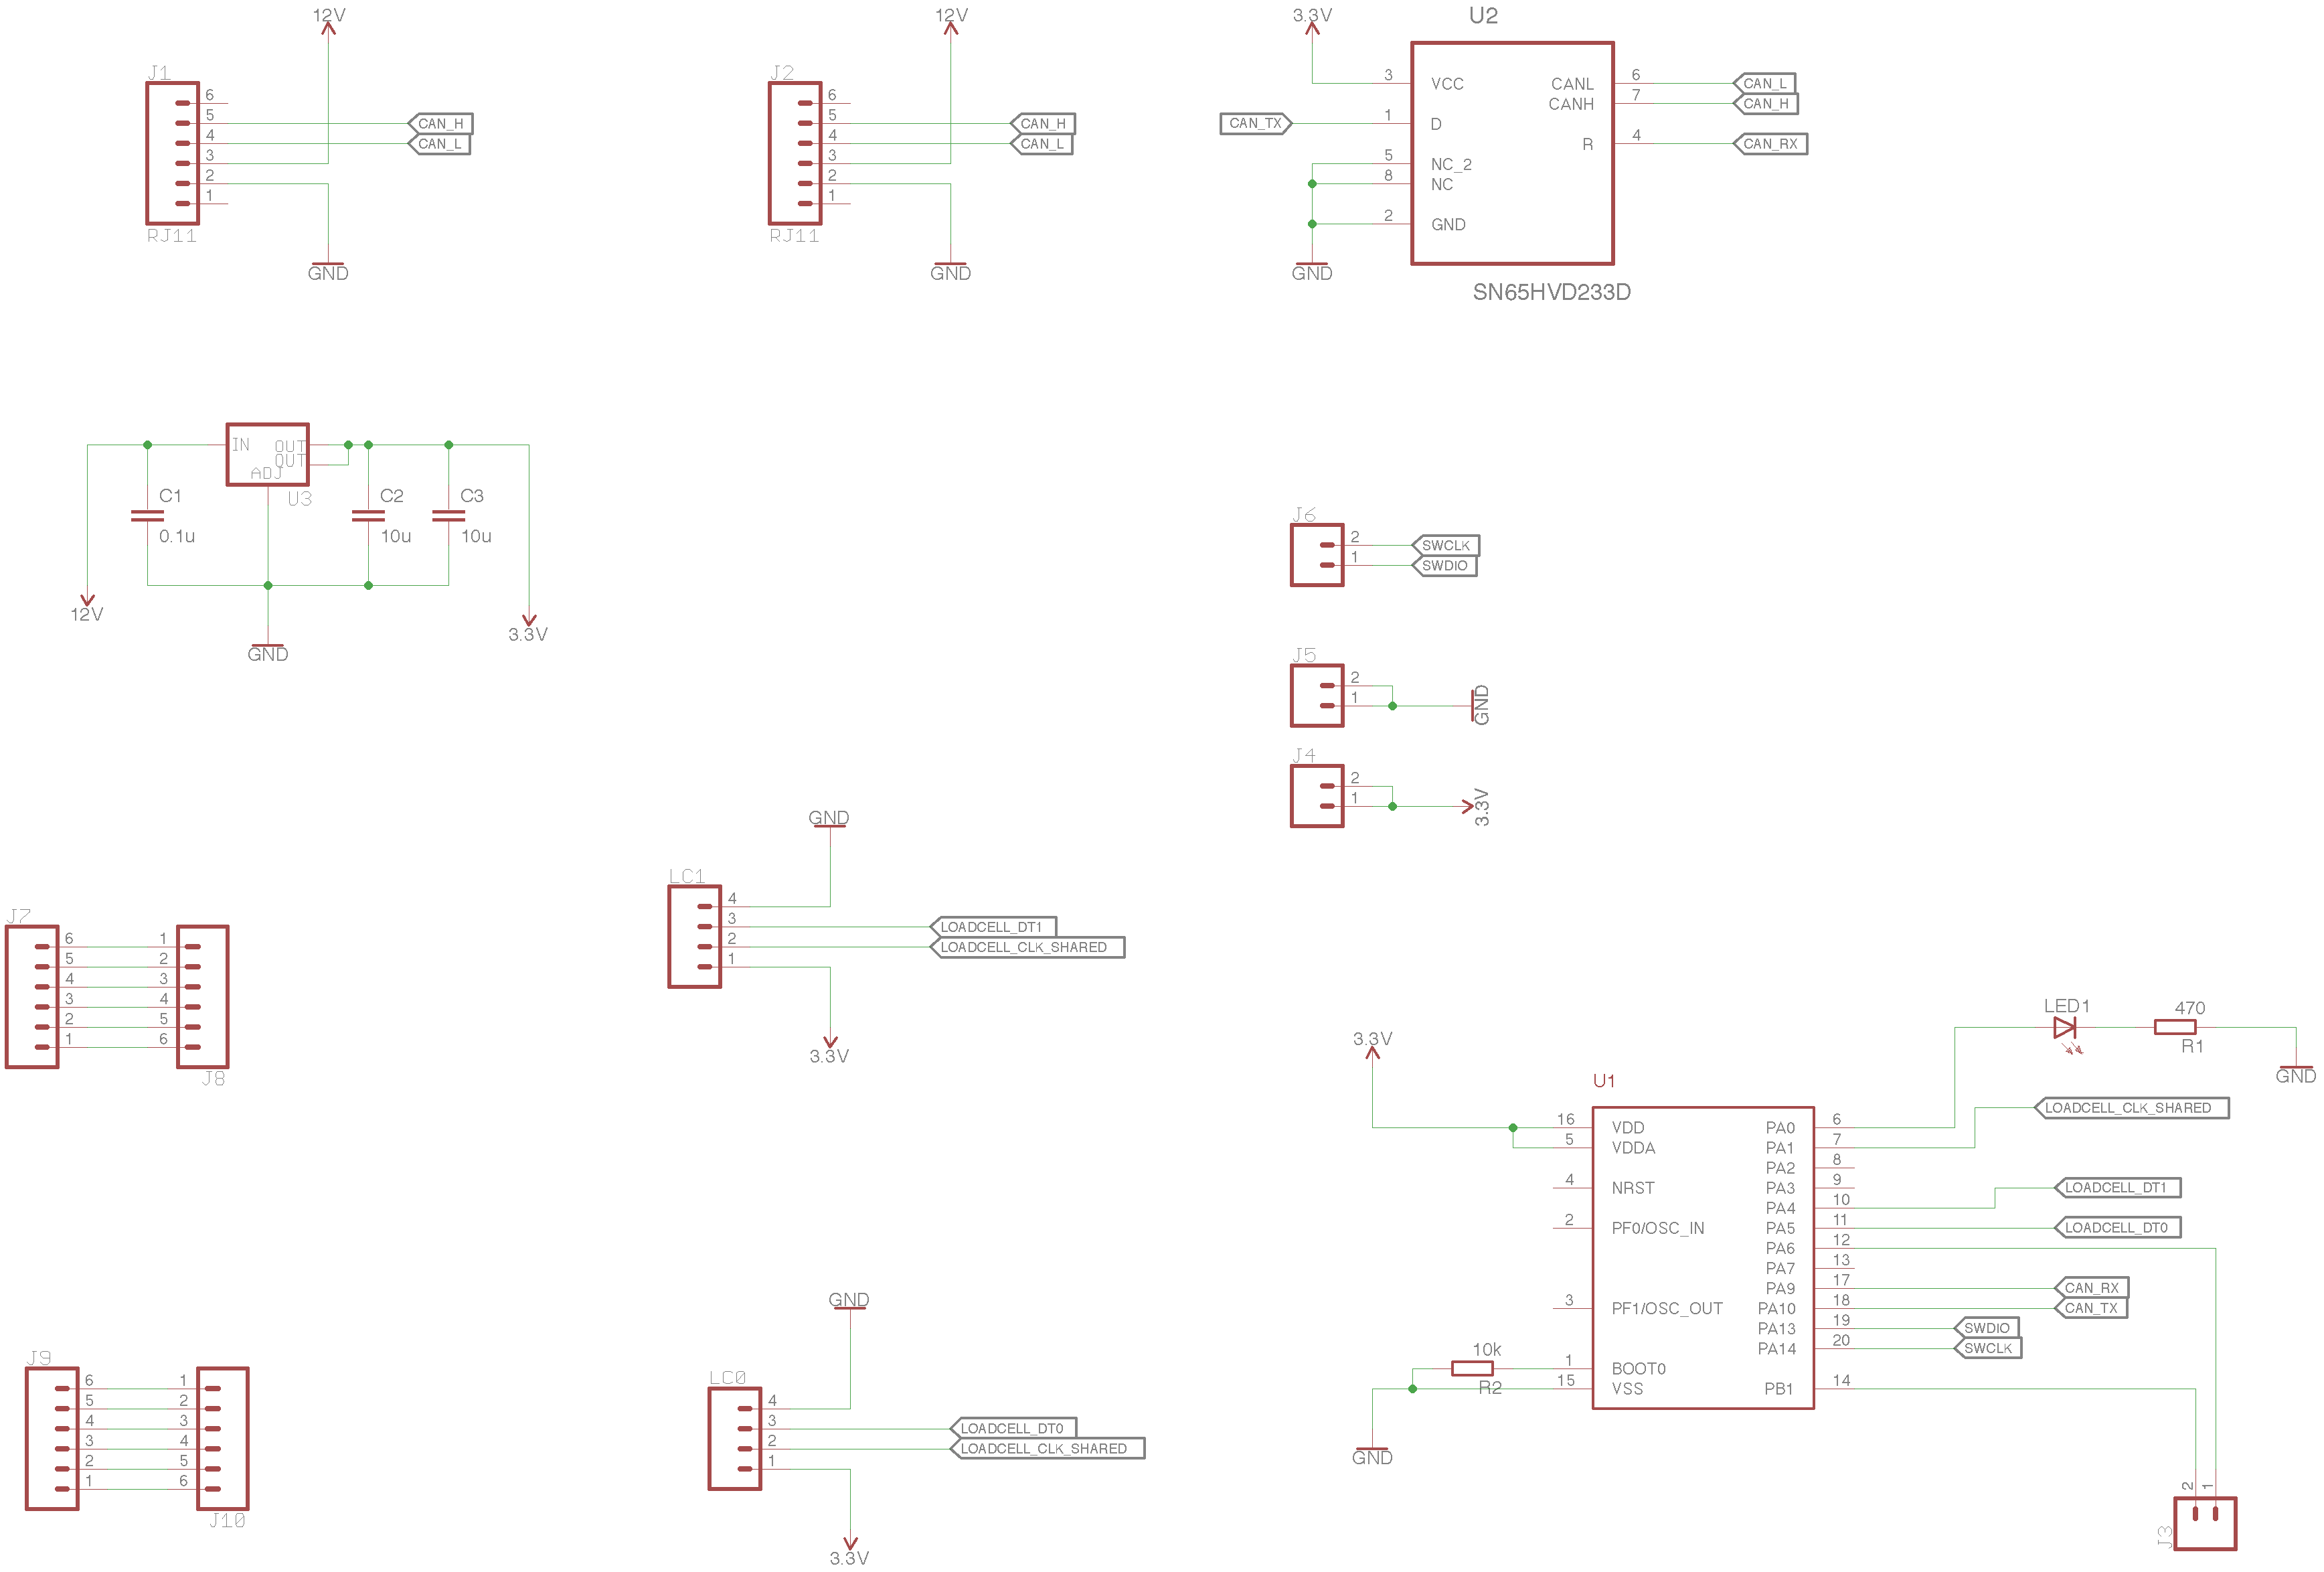 12V
J1
6
5
4
3
2
1
CAN_H
CAN_L
RJ11
GND
12V
J2
6
5
4
3
2
1
CAN_H
CAN_L
RJ11
GND
3.3V
U2
3
1
5
8
2
VCC
D
NC_2
NC
GND
CANL
CANH
R
6
7
4
CAN_L
CAN_H
CAN_RX
CAN_TX
GND
SN65HVD233D
IN
OUT
OUT
ADJ
U3
C1
0.1u
C2
10u
C3
10u
12V
GND
3.3V
J6
2
1
SWCLK
SWDIO
J5
2
1
GND
J4
2
1
3.3V
GND
LC1
4
3
2
1
LOADCELL_DT1
LOADCELL_CLK_SHARED
3.3V
J7
6
5
4
3
2
1
1
2
3
4
5
6
J8
J9
6
5
4
3
2
1
1
2
3
4
5
6
J10
GND
LC0
4
3
2
1
LOADCELL_DT0
LOADCELL_CLK_SHARED
3.3V
LED1
470
R1
GND
3.3V
U1
16
5
4
2
3
1
15
VDD
VDDA
NRST
PF0/OSC_IN
PF1/OSC_OUT
BOOT0
VSS
PA0
PA1
PA2
PA3
PA4
PA5
PA6
PA7
PA9
PA10
PA13
PA14
PB1
6
7
8
9
10
11
12
13
17
18
19
20
14
LOADCELL_CLK_SHARED
LOADCELL_DT1
LOADCELL_DT0
CAN_RX
CAN_TX
SWDIO
SWCLK
10k
R2
GND
2
1
J3